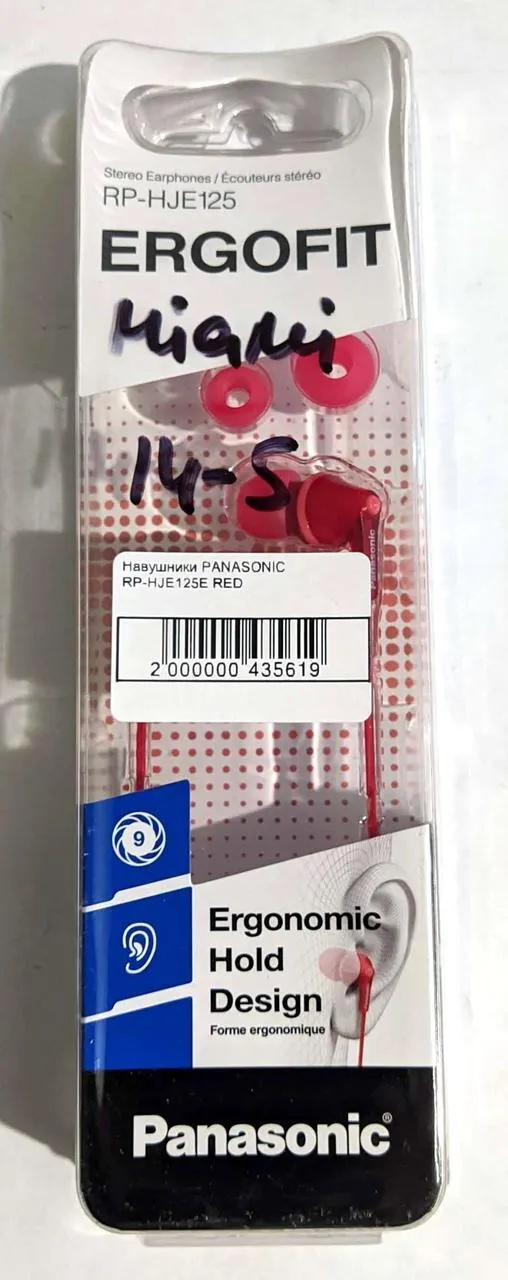 Stereo Earphones / Écouteurs stéréo
RP-HJE125
ERGOFIT
Miami
14-5
Panasonic
Навушники PANASONIC
RP-HJE125E RED
2 000000 435619
9
Ergonomic
Hold
Design
Forme ergonomique
Panasonic®